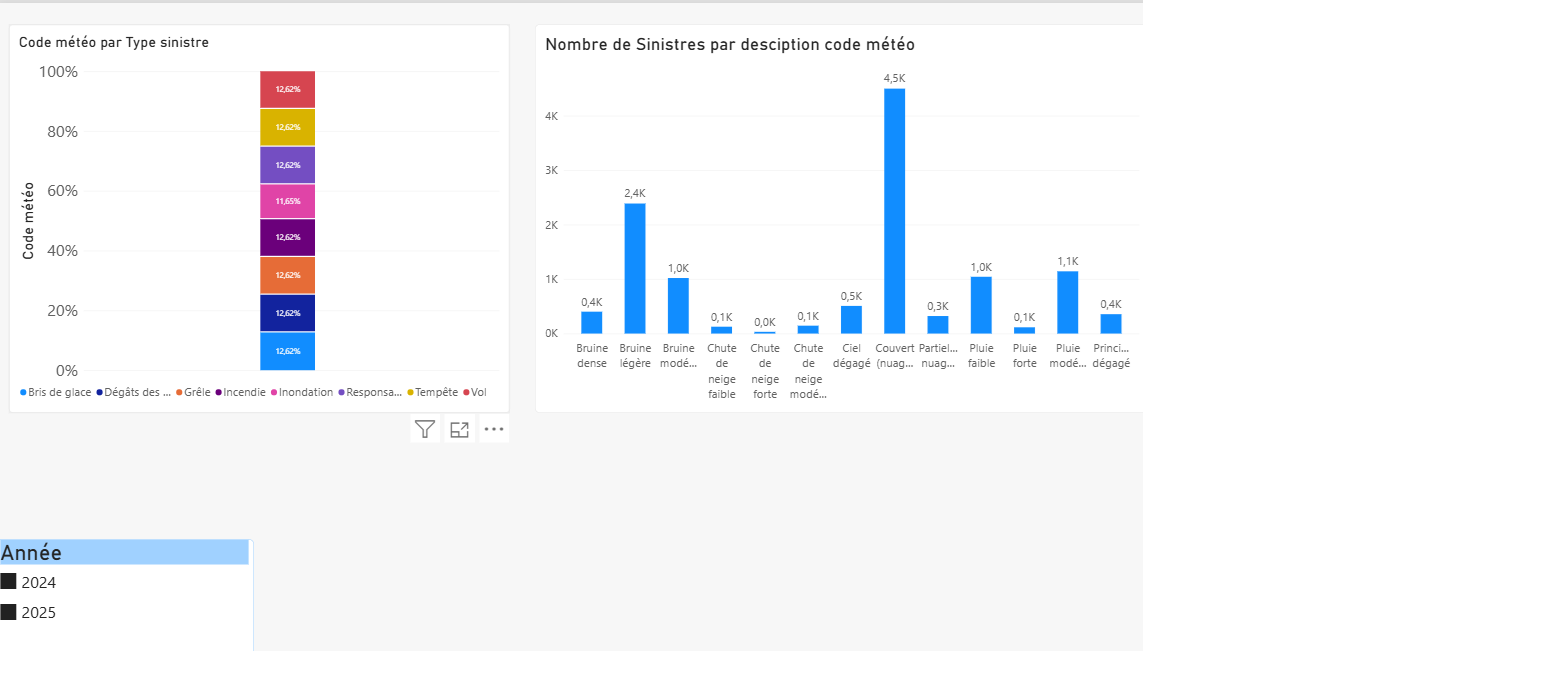 Code météo par Type sinistre
100%
80%
60%
40%
20%
0%
Code météo
12,62%
12,62%
12,62%
11,65%
12,62%
12,62%
12,62%
12,62%
Bris de glace Dégâts des ... Grêle Incendie Inondation Responsa... Tempête Vol
Nombre de Sinistres par desciption code météo
4K
3K
2K
1K
0K
0,4K
2,4K
1,0K
0,1K
0,0K
0,1K
0,5K
4,5K
0,3K
1,0K
0,1K
1,1K
0,4K
Bruine dense
Bruine légère
Bruine modé...
Chute de neige faible
Chute de neige forte
Chute de neige modé...
Ciel dégagé
Couvert (nuag...
Partiel... nuag...
Pluie faible
Pluie forte
Pluie modé...
Princi... dégagé
Année
2024
2025